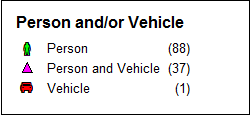 Person and/or Vehicle
Person (88)
Person and Vehicle (37)
Vehicle (1)